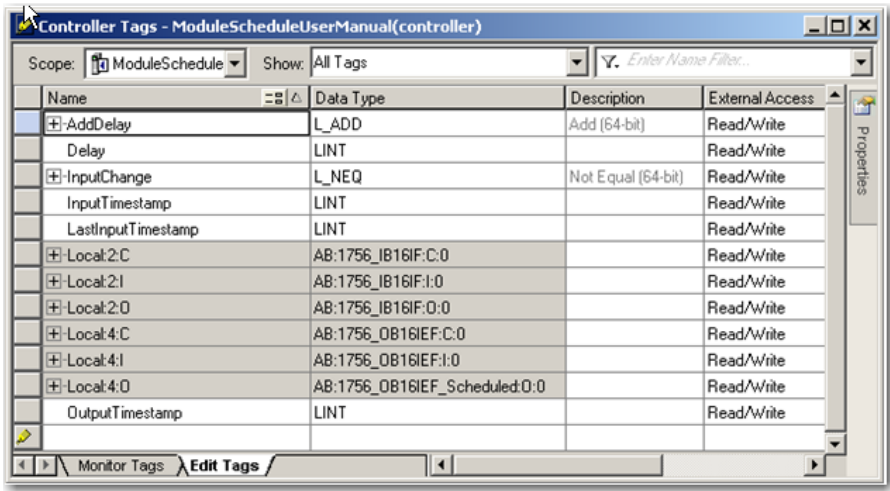 Controller Tags - ModuleScheduleUserManual(controller)
Scope: ModuleSchedule Show: All Tags Enter Name Filter...
Name Data Type Description External Access
AddDelay L_ADD Add (64-bit) Read/Write
Delay LINT Read/Write
InputChange L_NEQ Not Equal (64-bit) Read/Write
InputTimestamp LINT Read/Write
LastInputTimestamp LINT Read/Write
Local:2:C AB:1756_IB16IF:C:0 Read/Write
Local:2:I AB:1756_IB16IF:I:0 Read/Write
Local:2:O AB:1756_IB16IF:O:0 Read/Write
Local:4:C AB:1756_OB16IEF:C:0 Read/Write
Local:4:I AB:1756_OB16IEF:I:0 Read/Write
Local:4:O AB:1756_OB16IEF_Scheduled:O:0 Read/Write
OutputTimestamp LINT Read/Write
Monitor Tags Edit Tags
Properties